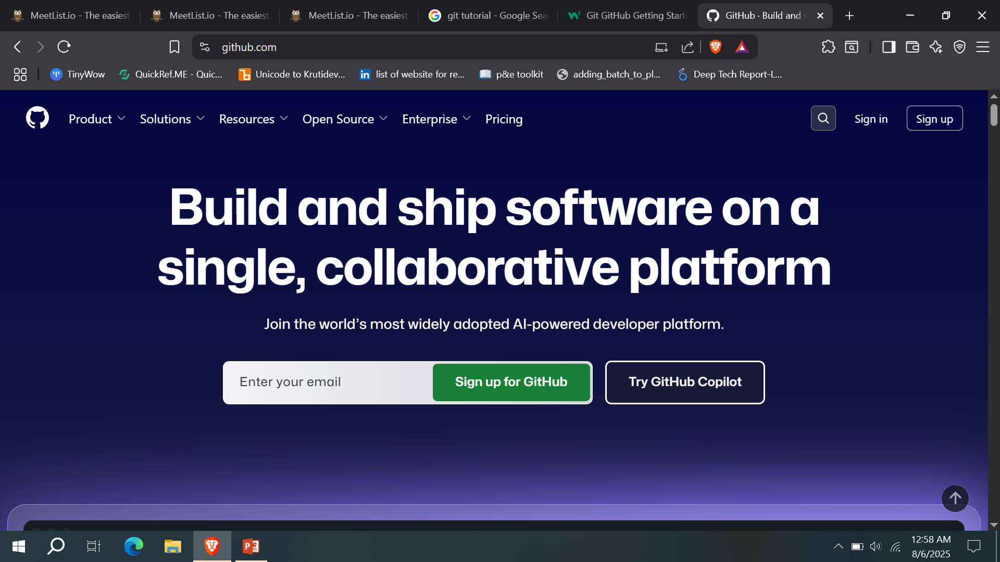 MeetList.io - The easiest
MeetList.io - The easiest
MeetList.io - The easiest
git tutorial - Google Sea
Git GitHub Getting Starte
GitHub · Build and s
github.com
TinyWow
QuickRef.ME - Quic...
Unicode to Krutidev...
list of website for re...
p&e toolkit
adding_batch_to_pl...
Deep Tech Report-L...
Product
Solutions
Resources
Open Source
Enterprise
Pricing
Sign in
Sign up
Build and ship software on a
single, collaborative platform
Join the world’s most widely adopted AI-powered developer platform.
Enter your email
Sign up for GitHub
Try GitHub Copilot
12:58 AM
8/6/2025